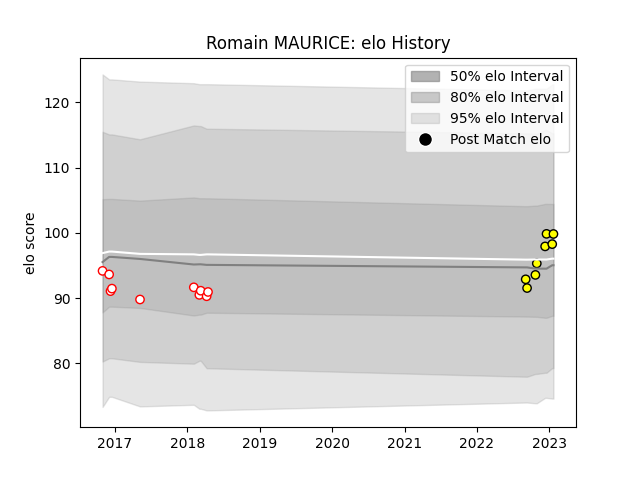 Romain MAURICE: elo History
50% elo Interval
80% elo Interval
95% elo Interval
Post Match elo
elo score
120
110
100
90
80
2017
2018
2019
2020
2021
2022
2023